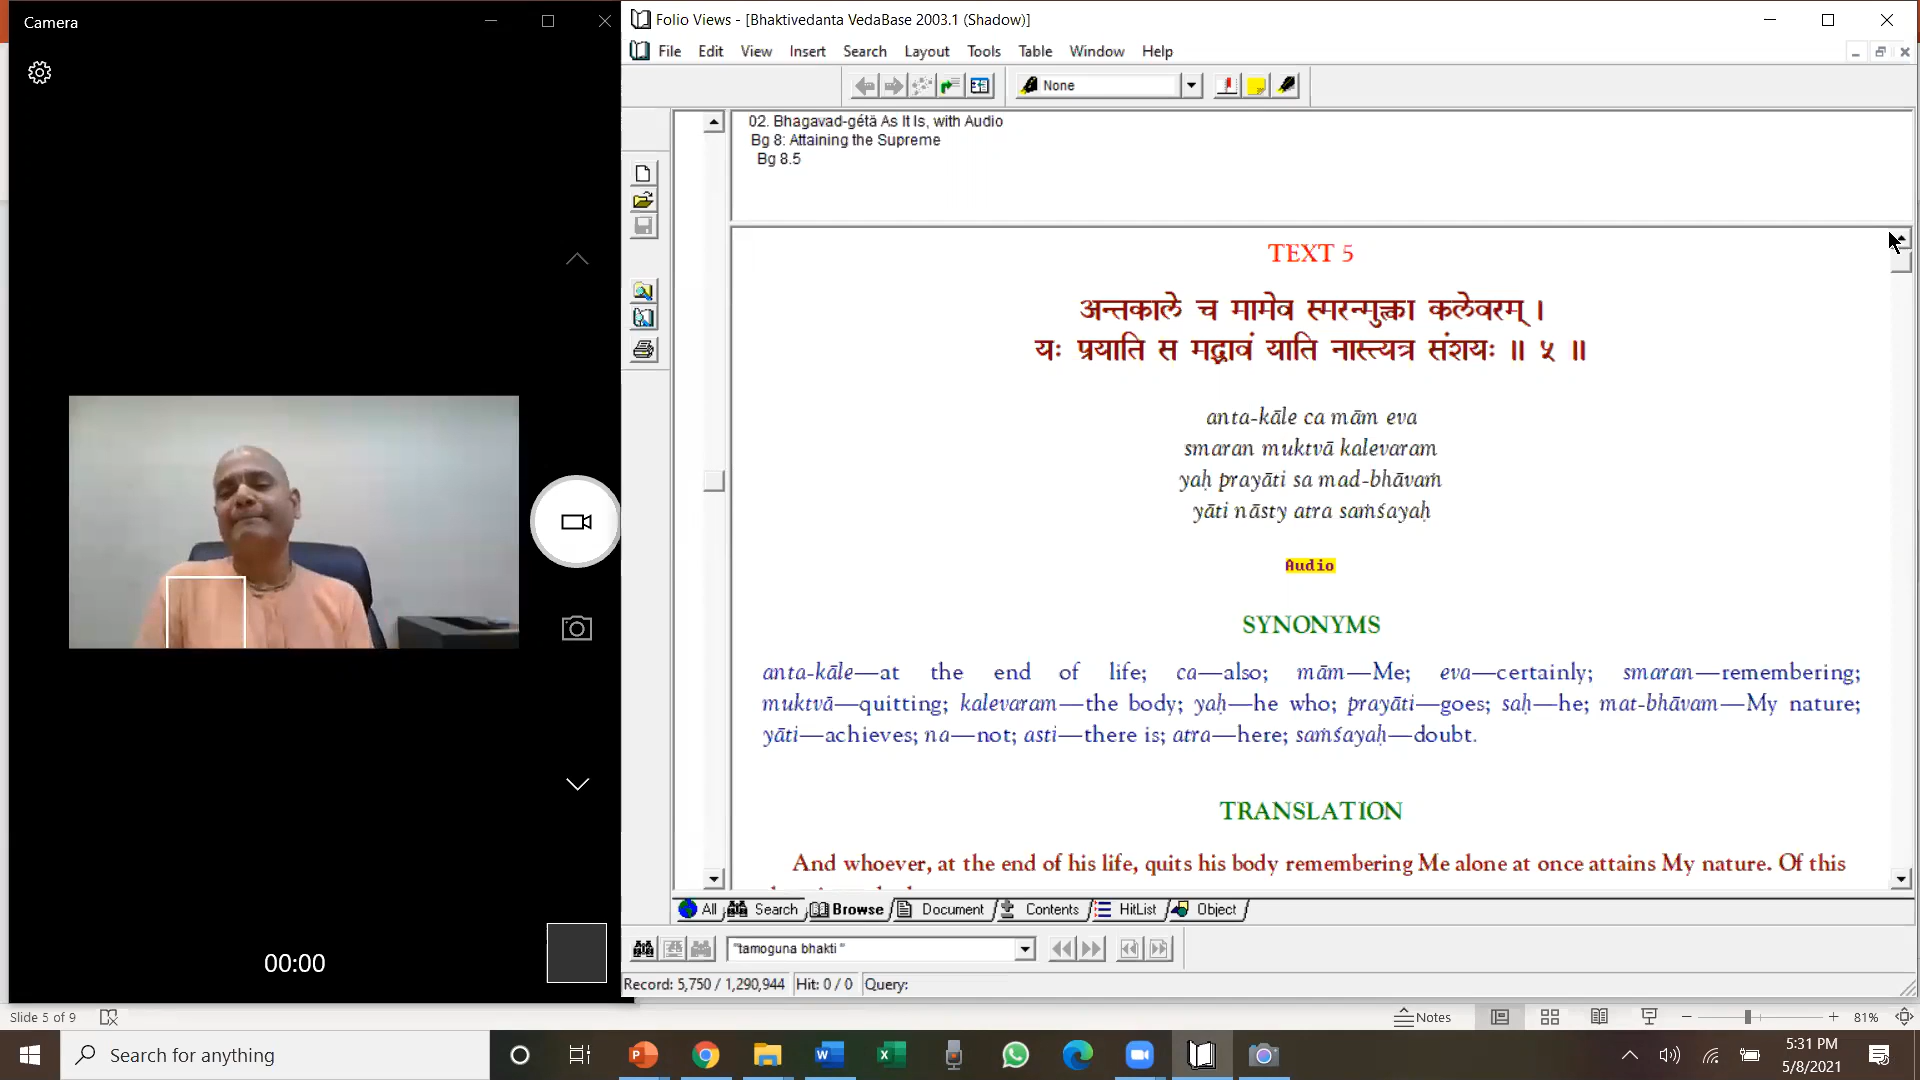 Camera
Folio Views - [Bhaktivedanta VedaBase 2003.1 (Shadow)]
File Edit View Insert Search Layout Tools Table Window Help
None
02. Bhagavad-gétä As It Is, with Audio
Bg 8: Attaining the Supreme
Bg 8.5
TEXT 5
अन्तकाले च मामेव स्मरन्मुक्त्वा कलेवरम् ।
यः प्रयाति स मद्भावं याति नास्त्यत्र संशयः ॥ ५ ॥
anta-kāle ca mām eva
smaran muktvā kalevaram
yaḥ prayāti sa mad-bhāvaṁ
yāti nāsty atra saṁśayaḥ
Audio
SYNONYMS
anta-kāle—at the end of life; ca—also; mām—Me; eva—certainly; smaran—remembering;
muktvā—quitting; kalevaram—the body; yaḥ—he who; prayāti—goes; saḥ—he; mat-bhāvam—My nature;
yāti—achieves; na—not; asti—there is; atra—here; saṁśayaḥ—doubt.
TRANSLATION
And whoever, at the end of his life, quits his body remembering Me alone at once attains My nature. Of this
All Search Browse Document Contents HitList Object
"tamoguna bhakti "
00:00
Record: 5,750 / 1,290,944 Hit: 0 / 0 Query:
Slide 5 of 9 Notes 81%
Search for anything
5:31 PM
5/8/2021